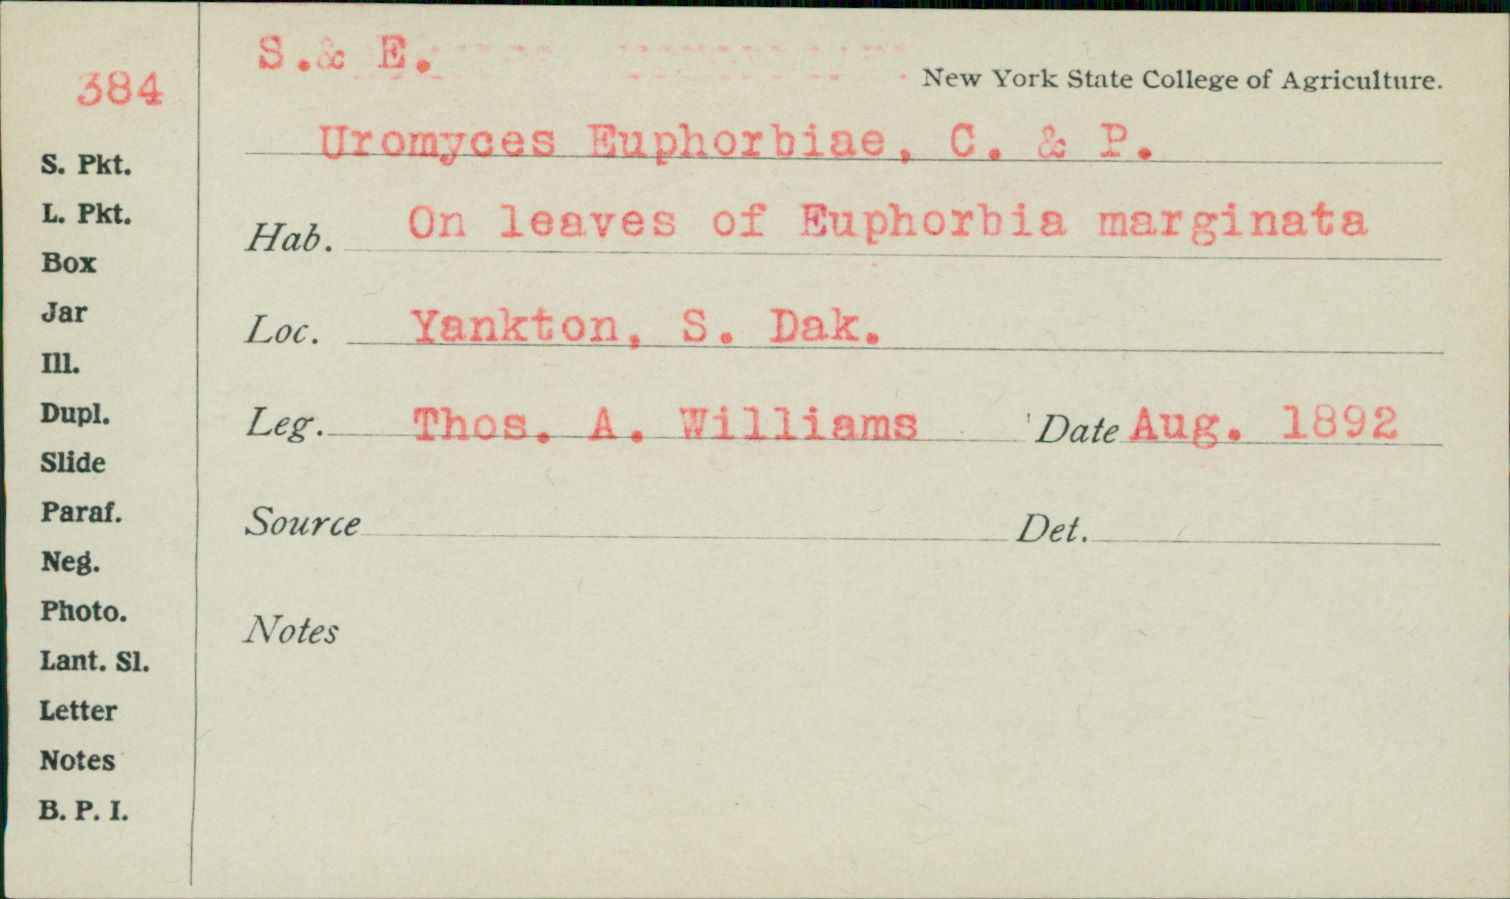 S.& E.
384
New York State College of Agriculture.
Uromyces Euphorbiae, C. & P.
Hab. On leaves of Euphorbia marginata
Loc. Yankton, S. Dak.
Leg. Thos. A. Williams Date Aug. 1892
Source Det.
Notes
S. Pkt.
L. Pkt.
Box
Jar
Ill.
Dupl.
Slide
Paraf.
Neg.
Photo.
Lant. Sl.
Letter
Notes
B. P. I.